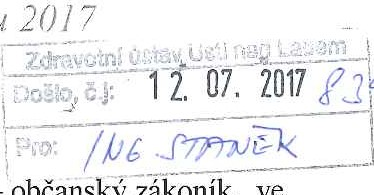 u 2017
Zdravotní ústav Ústí nad Labem
Došlo, č.j: 12. 07. 2017 83
Pro: ING STANĚK
- občanský zákoník, ve